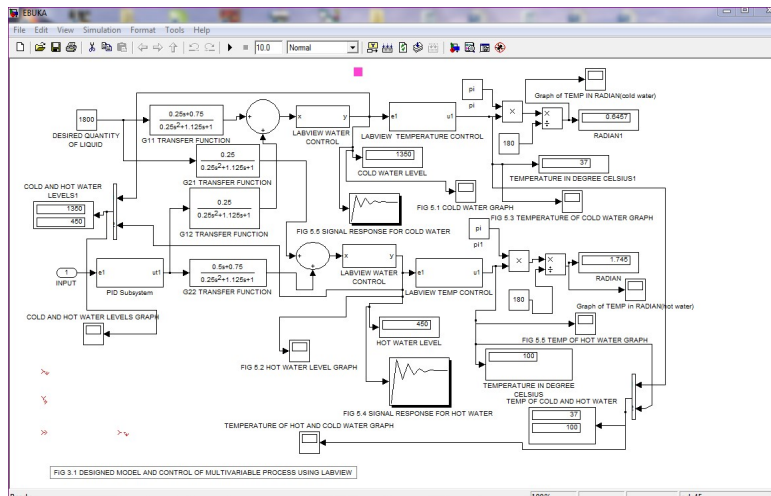 EBUKA
File Edit View Simulation Format Tools Help
10.0 Normal
1800
DESIRED QUANTITY
OF LIQUID
0.25s+0.75
0.25s2+1.125s+1
G11 TRANSFER FUNCTION
0.25
0.25s2+1.125s+1
G21 TRANSFER FUNCTION
0.25
0.25s2+1.125s+1
G12 TRANSFER FUNCTION
0.5s+0.75
0.25s2+1.125s+1
G22 TRANSFER FUNCTION
x y
LABVIEW WATER
CONTROL
e1 u1
LABVIEW TEMPERATURE CONTROL
pi
pi
180
Graph of TEMP IN RADIAN(cold water)
0.6457
RADIAN1
1350
COLD WATER LEVEL
37
TEMPERATURE IN DEGREE CELSIUS1
FIG 5.1 COLD WATER GRAPH
FIG 5.3 TEMPERATURE OF COLD WATER GRAPH
COLD AND HOT WATER
LEVELS1
1350
450
FIG 5.5 SIGNAL RESPONSE FOR COLD WATER
1
INPUT
e1 ut1
PID Subsystem
x y
LABVIEW WATER
CONTROL
e1 u1
LABVIEW TEMP CONTROL
pi
pi1
180
1.745
RADIAN
Graph of TEMP IN RADIAN(hot water)
COLD AND HOT WATER LEVELS GRAPH
450
HOT WATER LEVEL
FIG 5.5 TEMP OF HOT WATER GRAPH
FIG 5.2 HOT WATER LEVEL GRAPH
100
TEMPERATURE IN DEGREE
CELSIUS
FIG 5.4 SIGNAL RESPONSE FOR HOT WATER
TEMP OF COLD AND HOT WATER
37
100
TEMPERATURE OF HOT AND COLD WATER GRAPH
FIG 3.1 DESIGNED MODEL AND CONTROL OF MULTIVARIABLE PROCESS USING LABVIEW